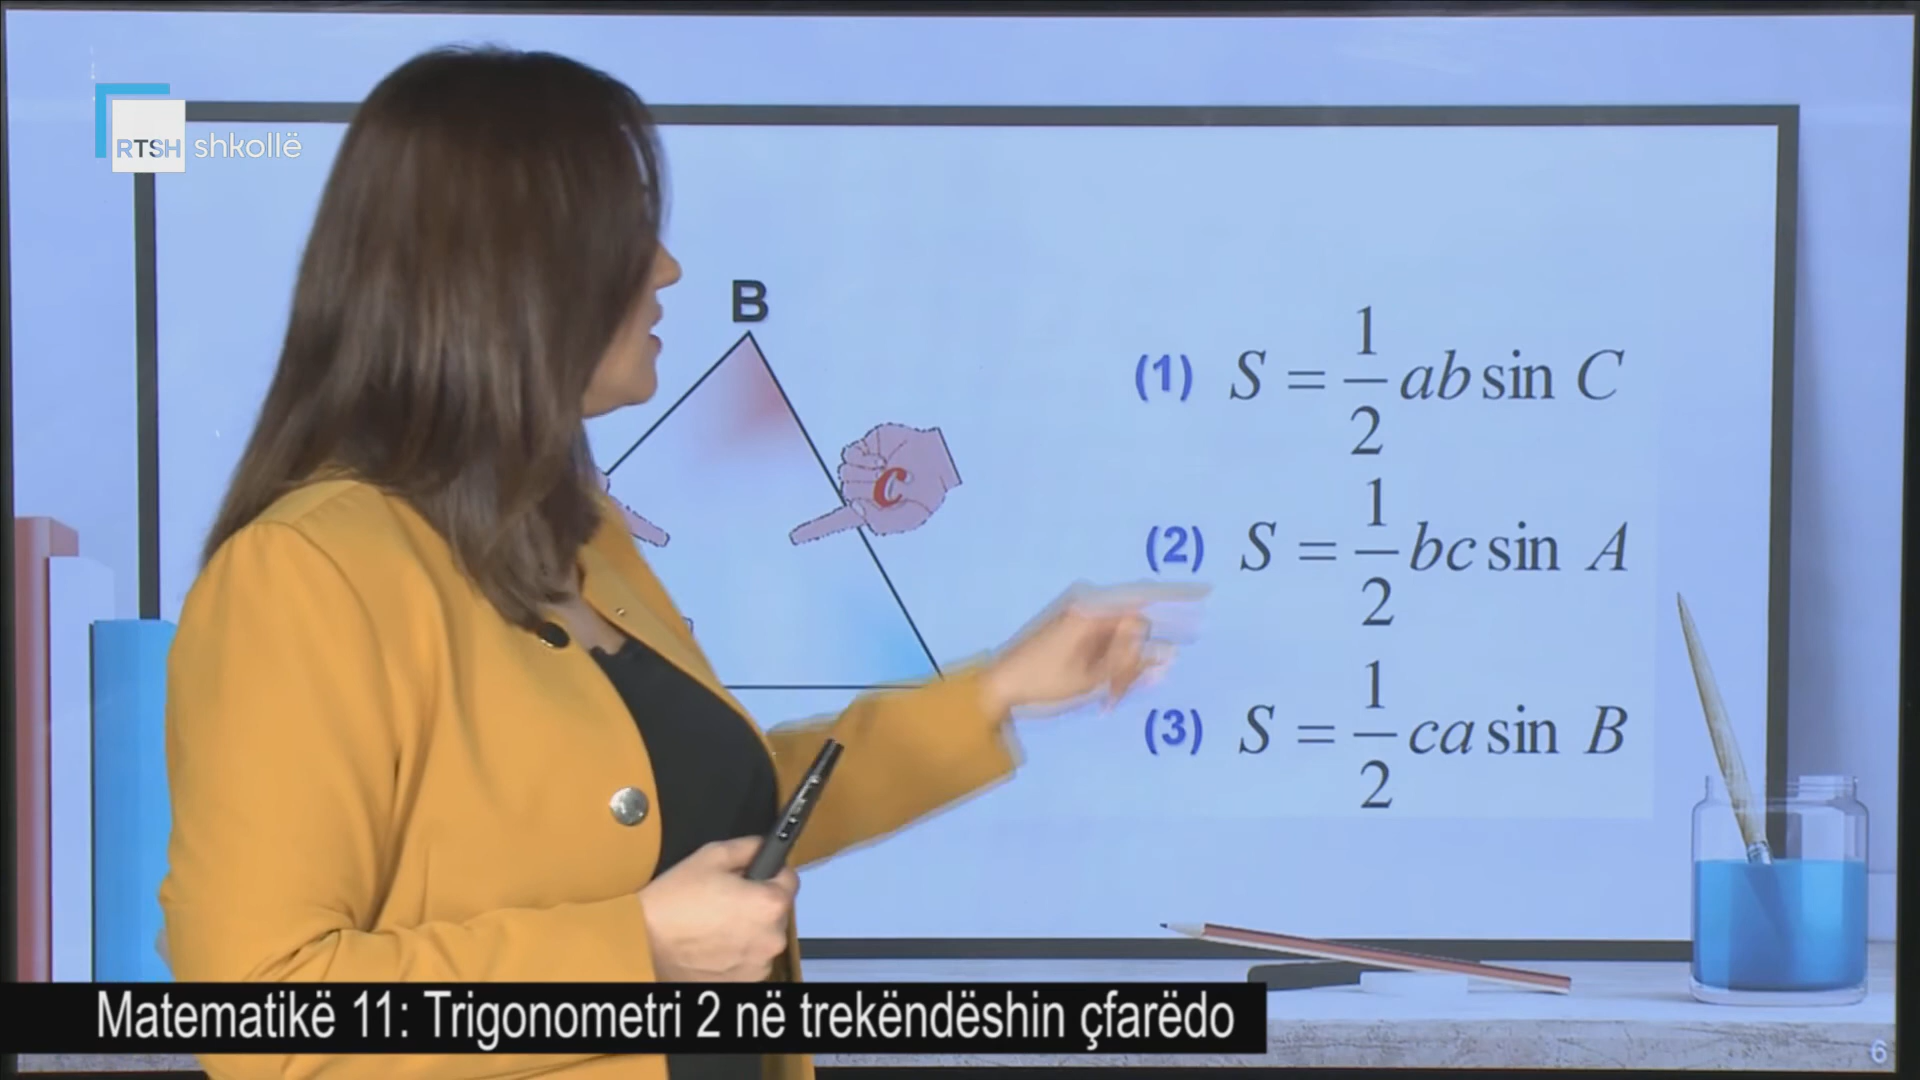 RTSH shkollë
B
c
(1) S = 1/2 ab sin C
(2) S = 1/2 bc sin A
(3) S = 1/2 ca sin B
Matematikë 11: Trigonometri 2 në trekëndëshin çfarëdo
6